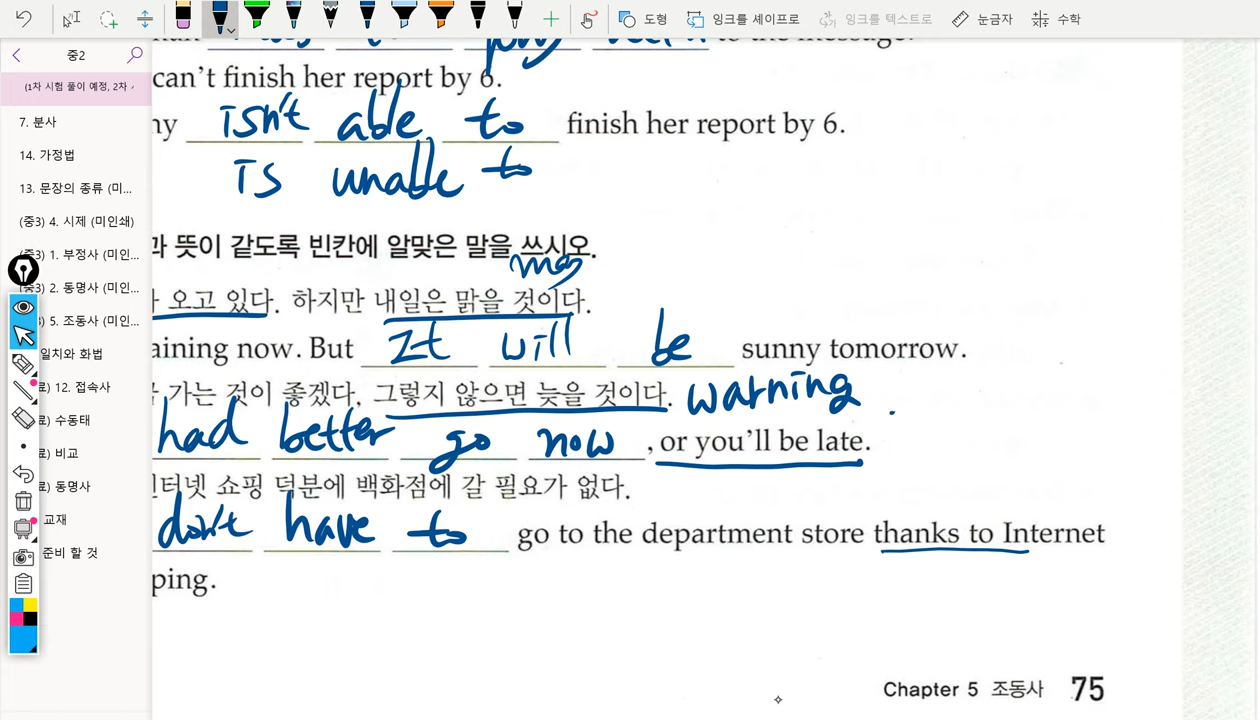 도형 잉크를 셰이프로 잉크를 텍스트로 눈금자 수학
중2
(1차 시험 풀이 예정, 2차
7. 분사
14. 가정법
13. 문장의 종류 (미...
(중3) 4. 시제 (미인쇄)
(중3) 1. 부정사 (미인...
(중3) 2. 동명사 (미인...
3) 5. 조동사 (미인...
일치와 화법
료) 12. 접속사
료) 수동태
료) 비교
료) 동명사
교재
준비 할 것
to the message.
can't finish her report by 6.
ny isn't able to finish her report by 6.
is unable to
과 뜻이 같도록 빈칸에 알맞은 말을 쓰시오.
may
오고 있다. 하지만 내일은 맑을 것이다.
aining now. But It will be sunny tomorrow.
가는 것이 좋겠다, 그렇지 않으면 늦을 것이다. warning
had better go now, or you'll be late.
인터넷 쇼핑 덕분에 백화점에 갈 필요가 없다.
don't have to go to the department store thanks to Internet
ping.
Chapter 5 조동사 75